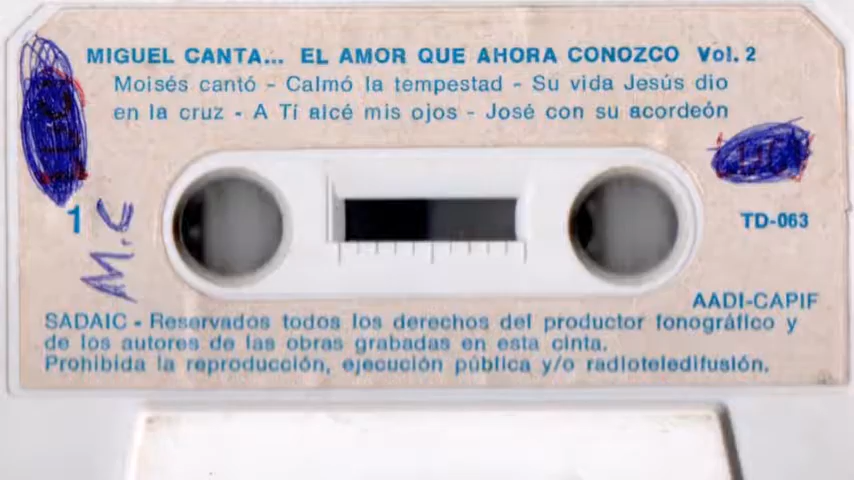 MIGUEL CANTA... EL AMOR QUE AHORA CONOZCO Vol. 2
Moisés cantó - Calmó la tempestad - Su vida Jesús dio
en la cruz - A Tí alcé mis ojos - José con su acordeón
1
M.C
TD-063
AADI-CAPIF
SADAIC - Reservados todos los derechos del productor fonográfico y
de los autores de las obras grabadas en esta cinta.
Prohibida la reproducción, ejecución pública y/o radioteledifusión.